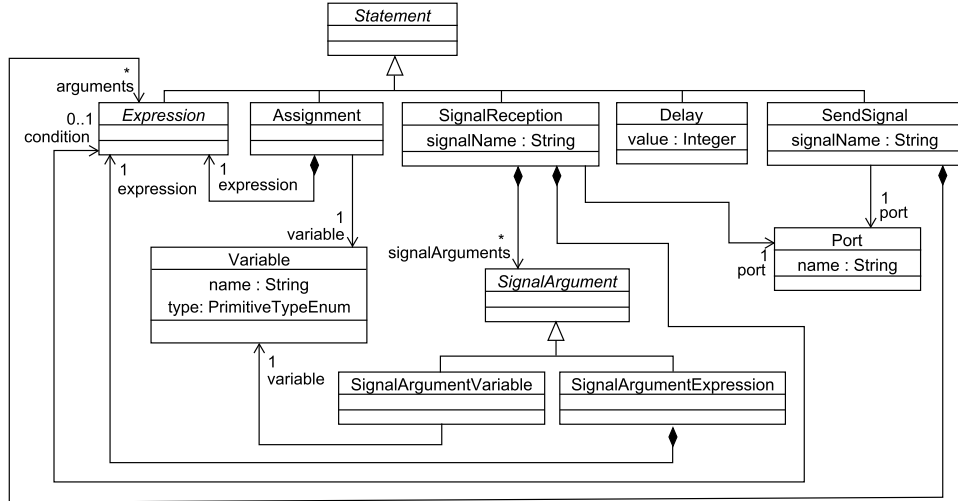 Statement
*
arguments
0..1
condition
Expression
Assignment
SignalReception
signalName : String
Delay
value : Integer
SendSignal
signalName : String
1
expression
1
expression
1
variable
*
signalArguments
1
port
1
port
Variable
name : String
type: PrimitiveTypeEnum
Port
name : String
SignalArgument
1
variable
SignalArgumentVariable
SignalArgumentExpression